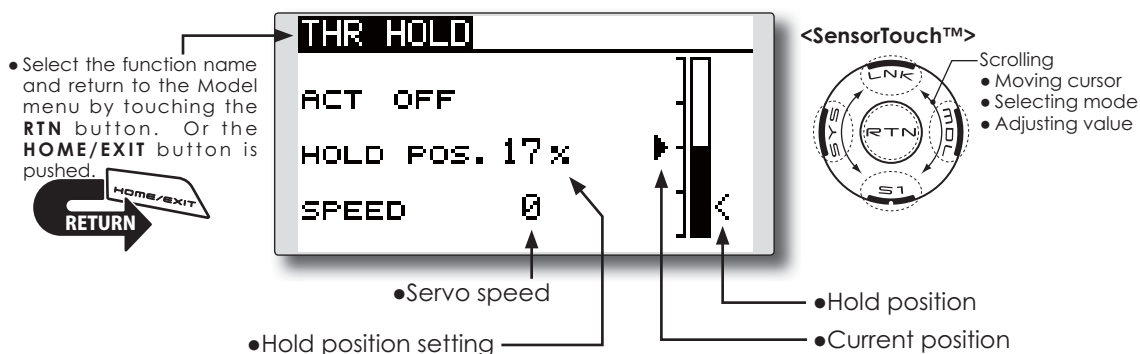 THR HOLD
● Select the function name
and return to the Model
menu by touching the
RTN button. Or the
HOME/EXIT button is
pushed.
HOME/EXIT
RETURN
ACT OFF
HOLD POS. 17%
SPEED 0
<
●Servo speed
●Hold position setting
●Hold position
●Current position
<SensorTouch™>
LNK
SYS
RTN
MDL
S1
Scrolling
● Moving cursor
● Selecting mode
● Adjusting value